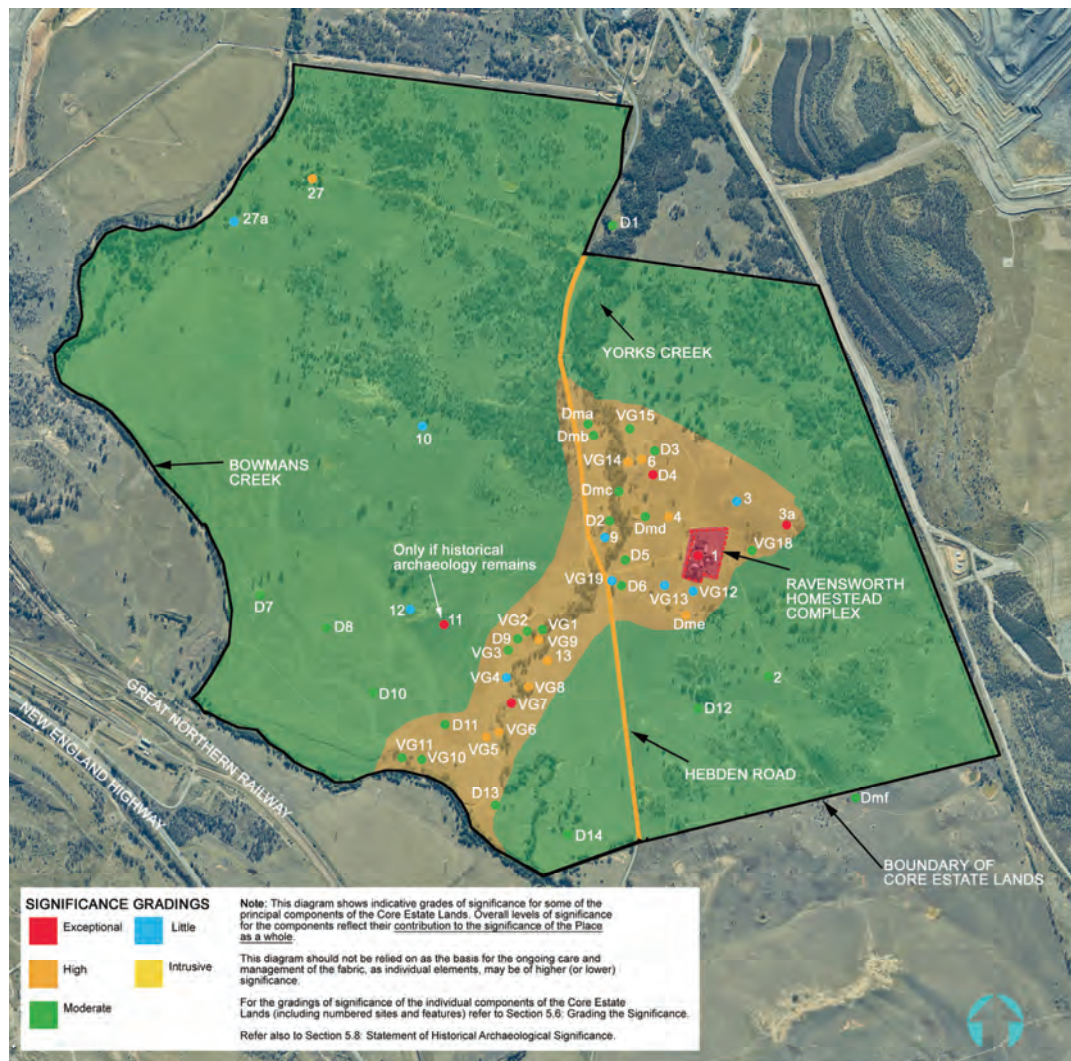 27
27a
D1
YORKS CREEK
Dma
VG15
Dmb
D3
VG14
6
D4
10
BOWMANS
CREEK
Dmc
3
3a
Dmd
4
D2
9
VG18
Only if historical
archaeology remains
D5
1
RAVENSWORTH
HOMESTEAD
COMPLEX
VG19
D6
VG13
VG12
D7
12
11
Dme
D8
VG2
VG1
D9
VG9
VG3
13
VG4
VG8
2
D10
VG7
D12
D11
VG6
VG5
VG11
VG10
HEBDEN ROAD
GREAT NORTHERN RAILWAY
NEW ENGLAND HIGHWAY
D13
Dmf
D14
BOUNDARY OF
CORE ESTATE LANDS
SIGNIFICANCE GRADINGS
Exceptional
Little
High
Intrusive
Moderate
Note: This diagram shows indicative grades of significance for some of the
principal components of the Core Estate Lands. Overall levels of significance
for the components reflect their contribution to the significance of the Place
as a whole.
This diagram should not be relied on as the basis for the ongoing care and
management of the fabric, as individual elements, may be of higher (or lower)
significance.
For the gradings of significance of the individual components of the Core Estate
Lands (including numbered sites and features) refer to Section 5.6: Grading the Significance.
Refer also to Section 5.8: Statement of Historical Archaeological Significance.